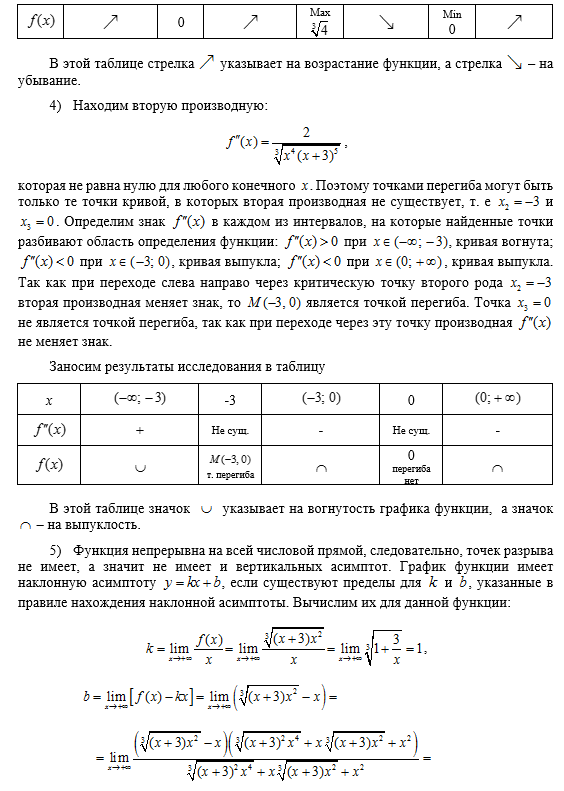 f(x) ↗ 0 ↗ Max ∛4 ↘ Min 0 ↗
В этой таблице стрелка ↗ указывает на возрастание функции, а стрелка ↘ – на
убывание.
4) Находим вторую производную:
f″(x) = 2 / ∛(x⁴(x+3)⁵) ,
которая не равна нулю для любого конечного x. Поэтому точками перегиба могут быть
только те точки кривой, в которых вторая производная не существует, т. е x₂ = −3 и
x₃ = 0. Определим знак f″(x) в каждом из интервалов, на которые найденные точки
разбивают область определения функции: f″(x) > 0 при x∈(−∞; −3), кривая вогнута;
f″(x) < 0 при x∈(−3; 0), кривая выпукла; f″(x) < 0 при x∈(0; +∞), кривая выпукла.
Так как при переходе слева направо через критическую точку второго рода x₂ = −3
вторая производная меняет знак, то M(−3, 0) является точкой перегиба. Точка x₃ = 0
не является точкой перегиба, так как при переходе через эту точку производная f″(x)
не меняет знак.
Заносим результаты исследования в таблицу
x (−∞; −3) -3 (−3; 0) 0 (0; +∞)
f″(x) + Не сущ. - Не сущ. -
f(x) ∪ M(−3, 0) т. перегиба ∩ 0 перегиба нет ∩
В этой таблице значок ∪ указывает на вогнутость графика функции, а значок
∩ – на выпуклость.
5) Функция непрерывна на всей числовой прямой, следовательно, точек разрыва
не имеет, а значит не имеет и вертикальных асимптот. График функции имеет
наклонную асимптоту y = kx + b, если существуют пределы для k и b, указанные в
правиле нахождения наклонной асимптоты. Вычислим их для данной функции:
k = lim x→+∞ f(x)/x = lim x→+∞ ∛((x+3)x²)/x = lim x→+∞ ∛(1 + 3/x) = 1,
b = lim x→+∞ [f(x) − kx] = lim x→+∞ (∛((x+3)x²) − x) =
= lim x→+∞ (∛((x+3)x²) − x)(∛((x+3)²x⁴) + x∛((x+3)x²) + x²) / (∛((x+3)²x⁴) + x∛((x+3)x²) + x²) =